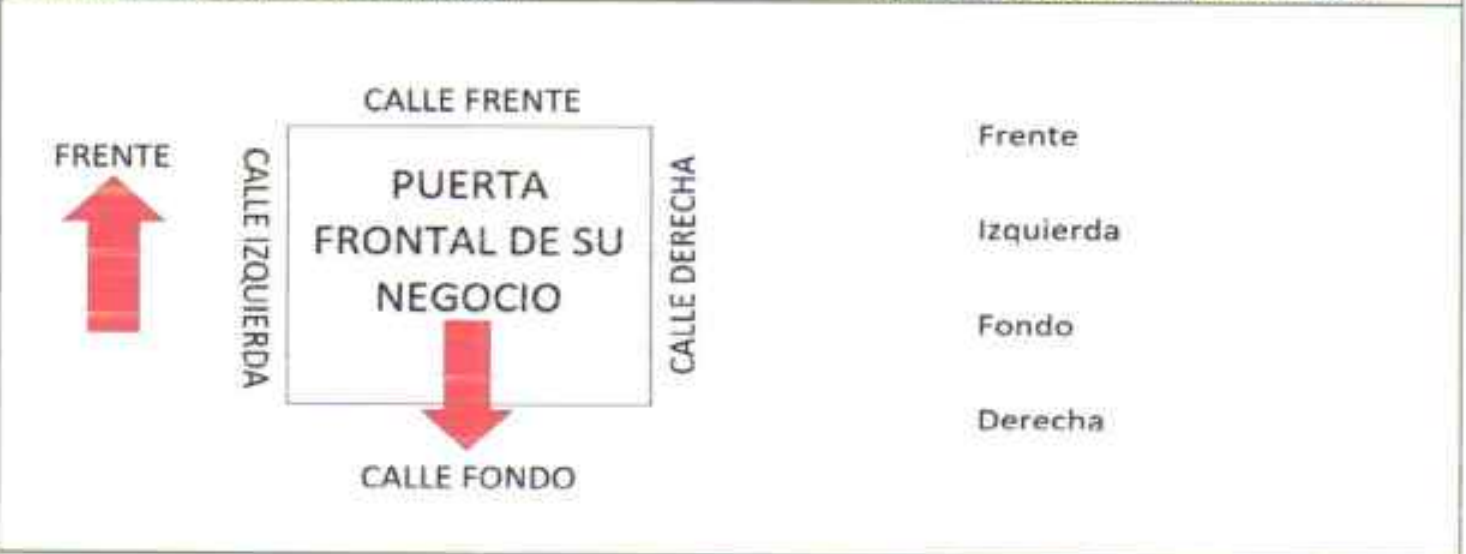 CALLE FRENTE
FRENTE
CALLE IZQUIERDA
PUERTA
FRONTAL DE SU
NEGOCIO
CALLE DERECHA
CALLE FONDO
Frente
Izquierda
Fondo
Derecha